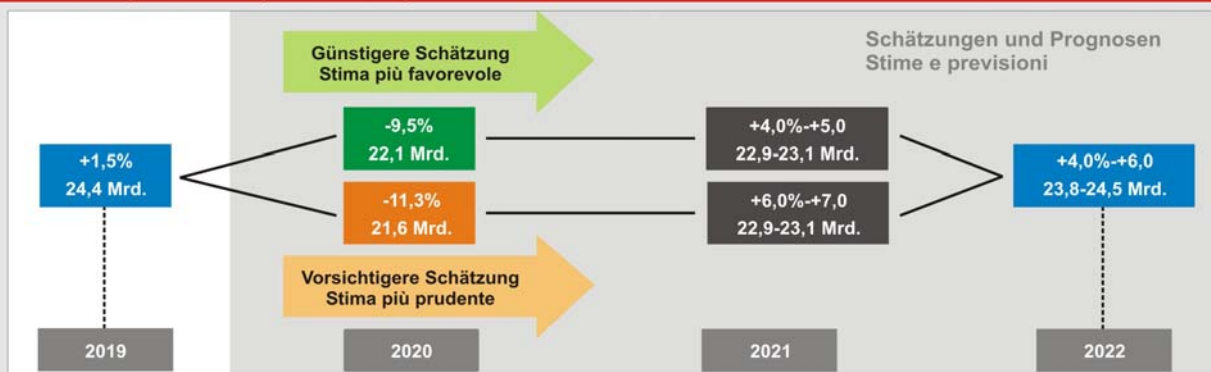 Günstigere Schätzung
Stima più favorevole
Schätzungen und Prognosen
Stime e previsioni
+1,5%
24,4 Mrd.
-9,5%
22,1 Mrd.
-11,3%
21,6 Mrd.
+4,0%-+5,0
22,9-23,1 Mrd.
+6,0%-+7,0
22,9-23,1 Mrd.
+4,0%-+6,0
23,8-24,5 Mrd.
Vorsichtigere Schätzung
Stima più prudente
2019
2020
2021
2022